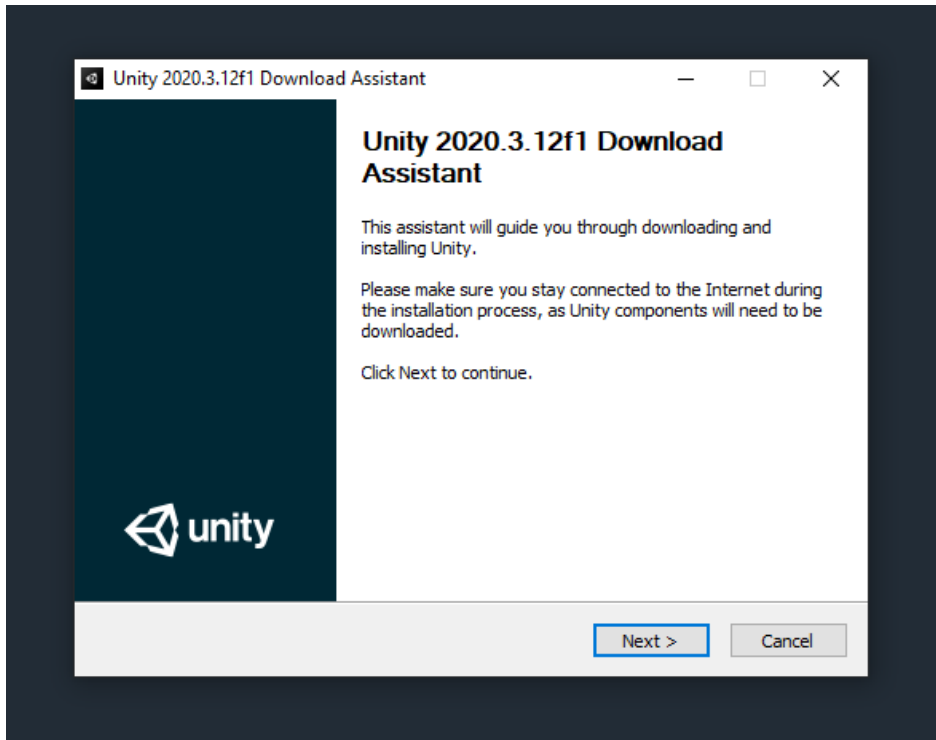 Unity 2020.3.12f1 Download Assistant
Unity 2020.3.12f1 Download
Assistant
This assistant will guide you through downloading and
installing Unity.
Please make sure you stay connected to the Internet during
the installation process, as Unity components will need to be
downloaded.
Click Next to continue.
unity
Next >
Cancel